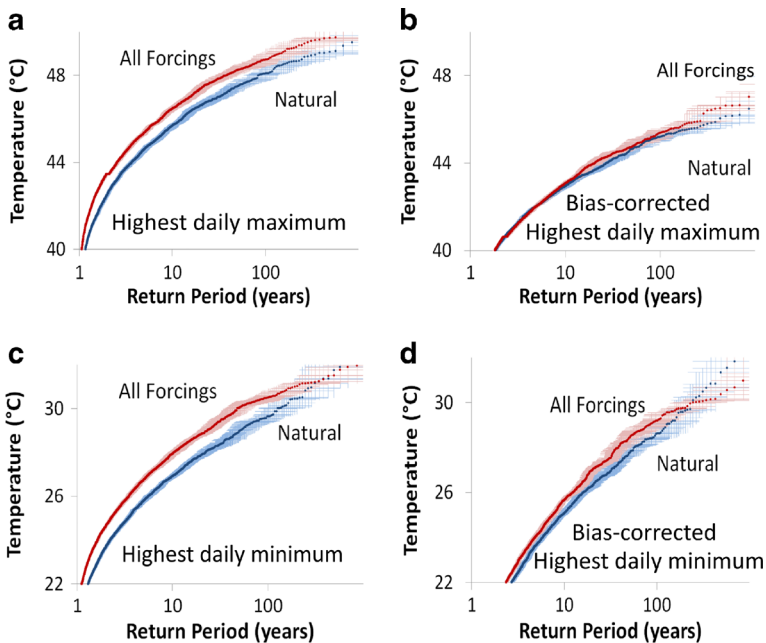 a
Temperature (°C)
48
44
40
All Forcings
Natural
Highest daily maximum
1
10
100
Return Period (years)
b
Temperature (°C)
48
44
40
All Forcings
Natural
Bias-corrected
Highest daily maximum
1
10
100
Return Period (years)
c
Temperature (°C)
30
26
22
All Forcings
Natural
Highest daily minimum
1
10
100
Return Period (years)
d
Temperature (°C)
30
26
22
All Forcings
Natural
Bias-corrected
Highest daily minimum
1
10
100
Return Period (years)